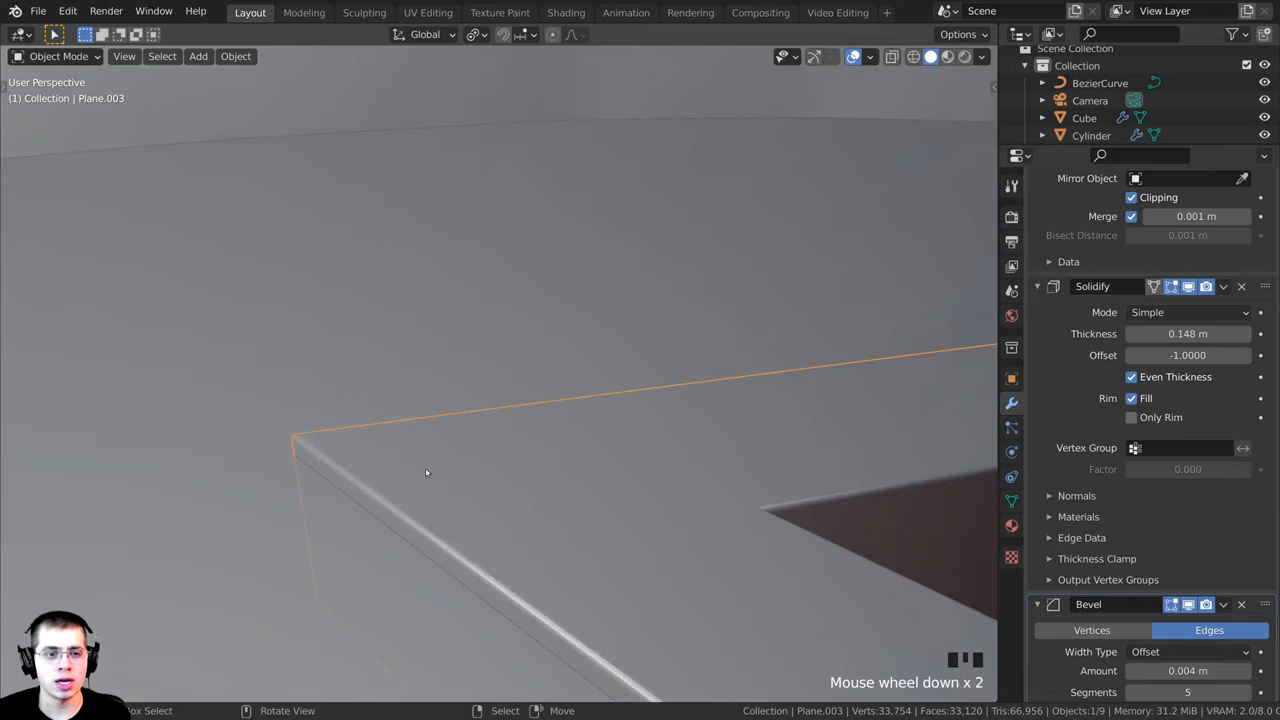 File Edit Render Window Help Layout Modeling Sculpting UV Editing Texture Paint Shading Animation Rendering Compositing Video Editing + Scene View Layer
Global Options
Object Mode View Select Add Object
User Perspective
(1) Collection | Plane.003
Scene Collection
Collection
BezierCurve
Camera
Cube
Cylinder
Mirror Object
Clipping
Merge 0.001 m
Bisect Distance 0.001 m
Data
Solidify
Mode Simple
Thickness 0.148 m
Offset -1.0000
Even Thickness
Rim Fill
Only Rim
Vertex Group
Factor 0.000
Normals
Materials
Edge Data
Thickness Clamp
Output Vertex Groups
Bevel
Vertices Edges
Width Type Offset
Amount 0.004 m
Segments 5
Mouse wheel down x 2
ox Select Rotate View Select Move Collection | Plane.003 | Verts:33,754 | Faces:33,120 | Tris:66,956 | Objects:1/9 | Memory: 31.2 MiB | VRAM: 2.0/8.0